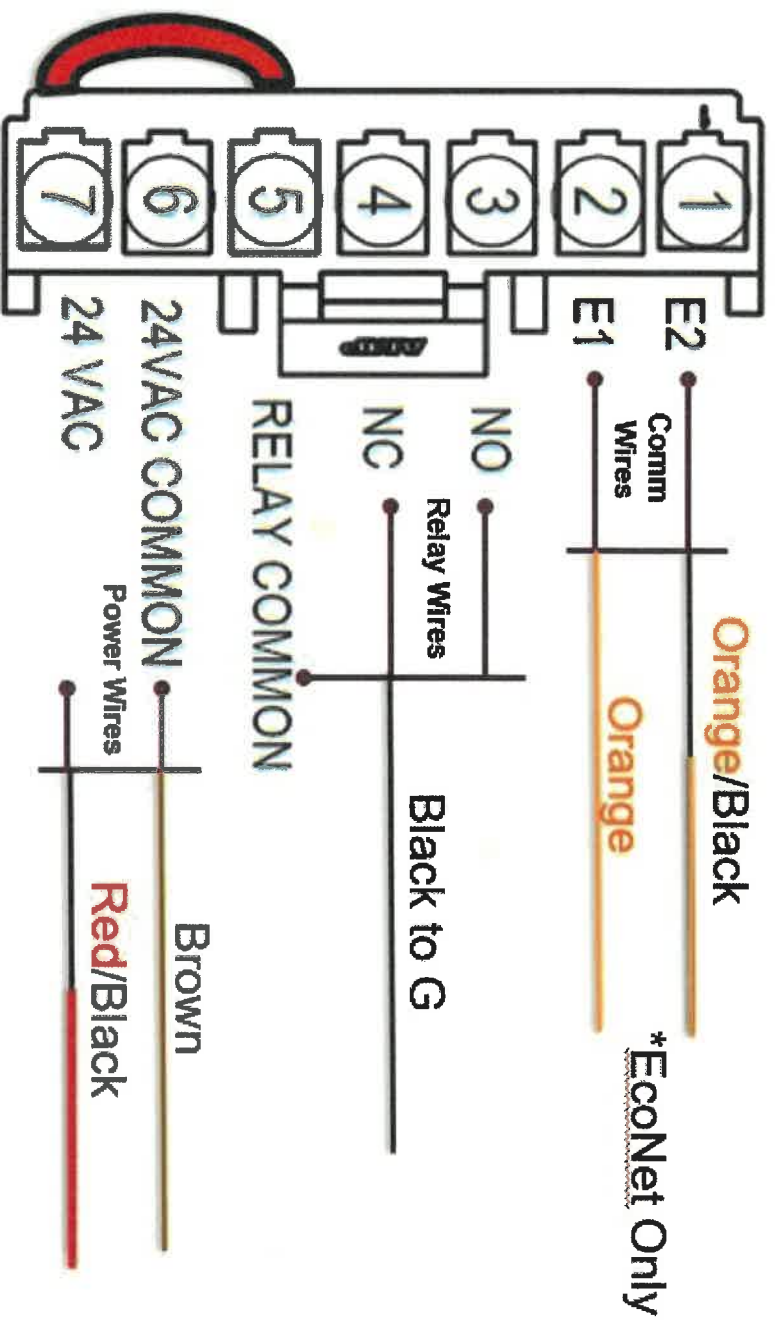 Orange/Black
1 E2
Comm
Wires
*EcoNet Only
Orange
2 E1
3 NO
Relay Wires
Black to G
4 NC
AMP
5 RELAY COMMON
Brown
6 24VAC COMMON
Power Wires
Red/Black
7 24 VAC